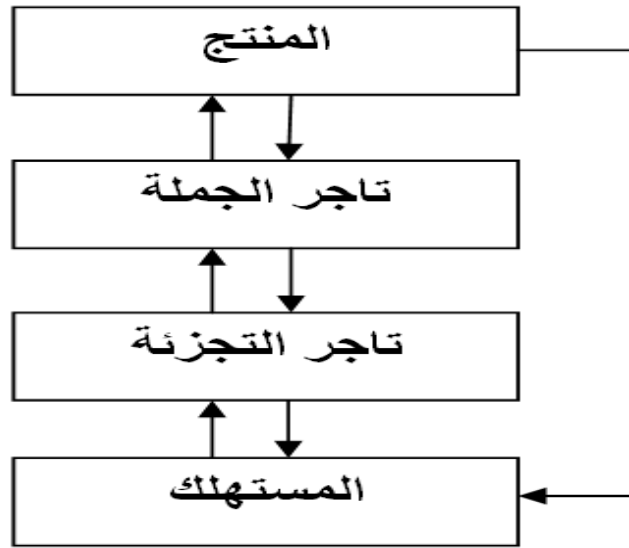 المنتج
تاجر الجملة
تاجر التجزئة
المستهلك